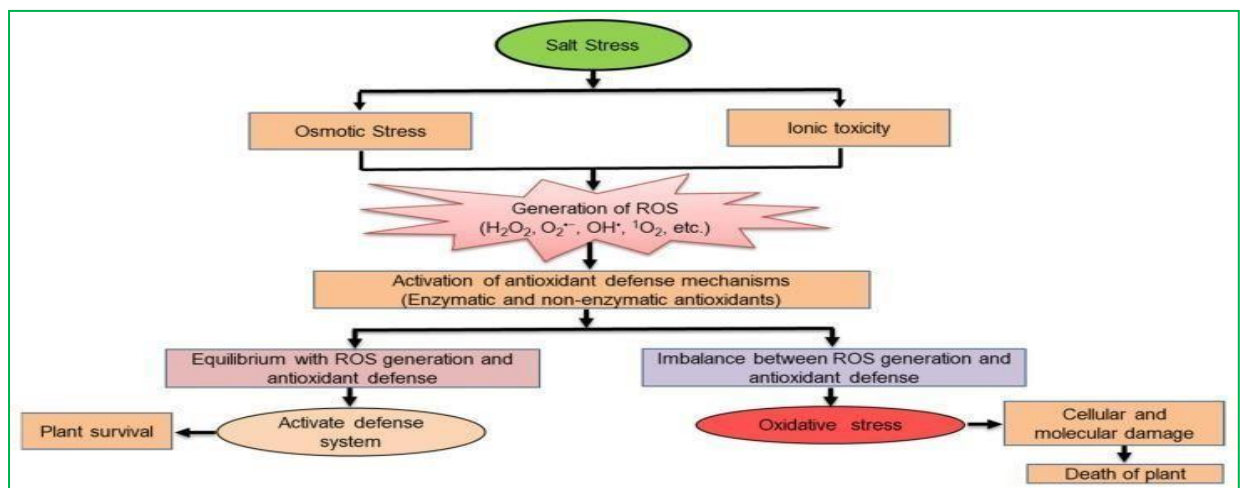 Salt Stress
Osmotic Stress
Ionic toxicity
Generation of ROS
(H₂O₂, O₂•−, OH•, ¹O₂, etc.)
Activation of antioxidant defense mechanisms
(Enzymatic and non-enzymatic antioxidants)
Equilibrium with ROS generation and
antioxidant defense
Imbalance between ROS generation and
antioxidant defense
Plant survival
Activate defense
system
Oxidative stress
Cellular and
molecular damage
Death of plant